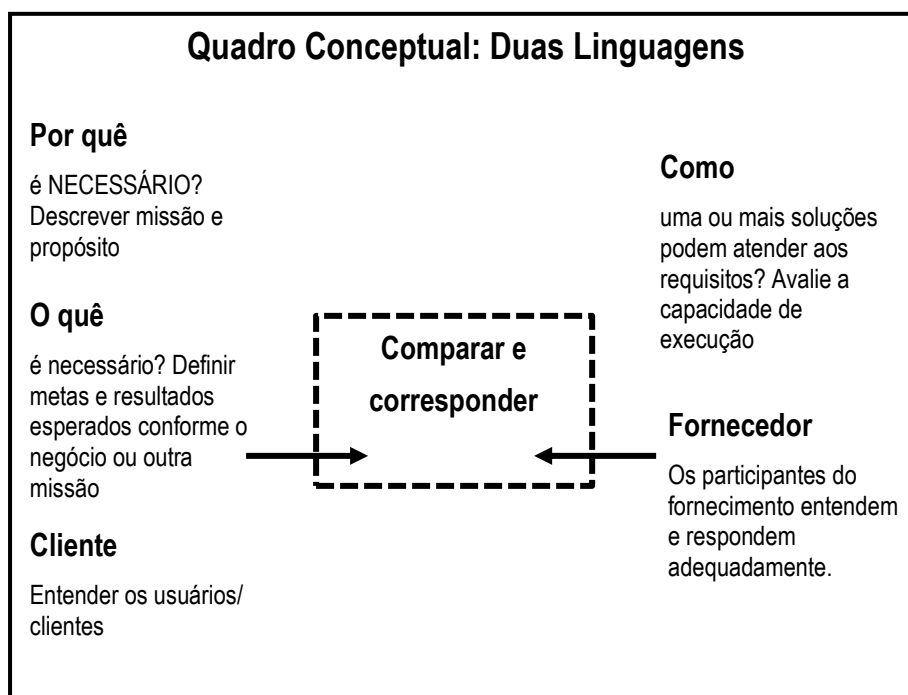 Quadro Conceptual: Duas Linguagens
Por quê
é NECESSÁRIO?
Descrever missão e
propósito
O quê
é necessário? Definir
metas e resultados
esperados conforme o
negócio ou outra
missão
Cliente
Entender os usuários/
clientes
Comparar e
corresponder
Como
uma ou mais soluções
podem atender aos
requisitos? Avalie a
capacidade de
execução
Fornecedor
Os participantes do
fornecimento entendem
e respondem
adequadamente.